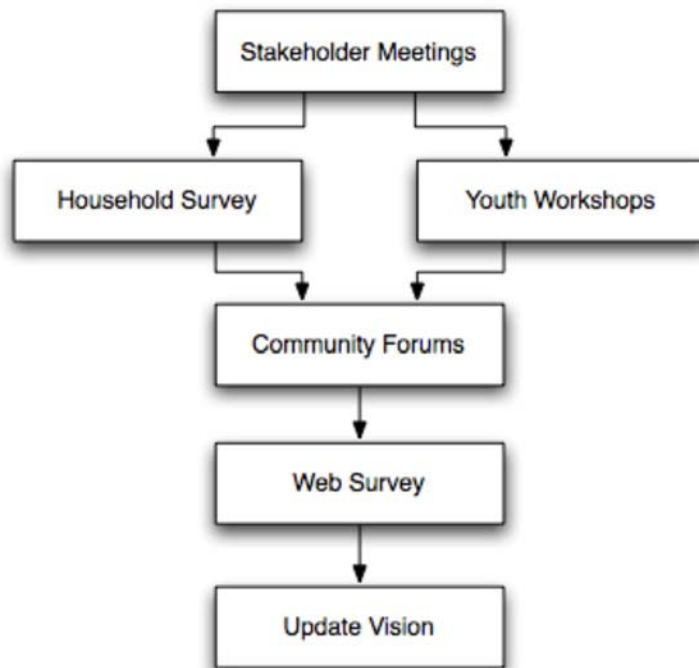 Stakeholder Meetings
Household Survey
Youth Workshops
Community Forums
Web Survey
Update Vision